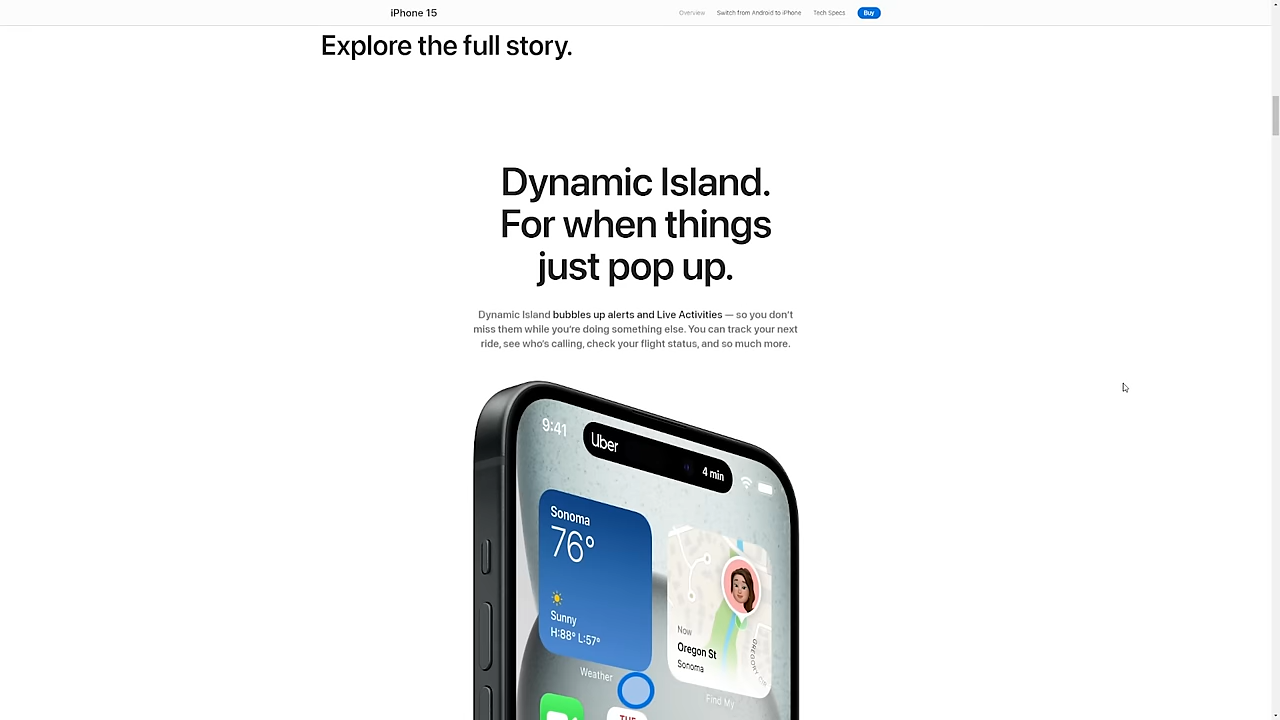 iPhone 15
Overview
Switch from Android to iPhone
Tech Specs
Buy
Explore the full story.
Dynamic Island.
For when things
just pop up.
Dynamic Island bubbles up alerts and Live Activities — so you don't
miss them while you're doing something else. You can track your next
ride, see who's calling, check your flight status, and so much more.
9:41
Uber
4 min
Sonoma
76°
Sunny
H:88° L:57°
Weather
Now
Oregon St
Sonoma
Find My
TUE